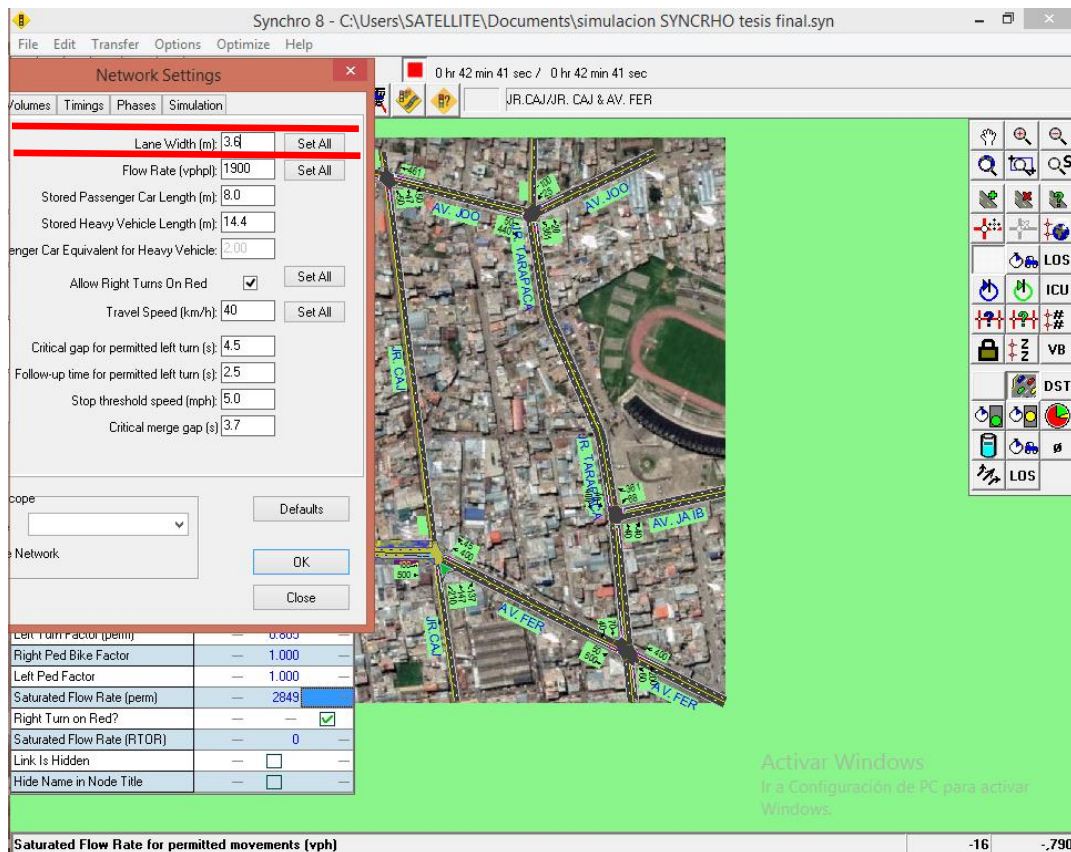 Synchro 8 - C:\Users\SATELLITE\Documents\simulacion SYNCRHO tesis final.syn
File Edit Transfer Options Optimize Help
Network Settings
0 hr 42 min 41 sec / 0 hr 42 min 41 sec
JR.CAJ/JR. CAJ & AV. FER
Volumes Timings Phases Simulation
Lane Width (m): 3.6 Set All
Flow Rate (vphpl): 1900 Set All
Stored Passenger Car Length (m): 8.0
Stored Heavy Vehicle Length (m): 14.4
enger Car Equivalent for Heavy Vehicle: 2.00
Allow Right Turns On Red Set All
Travel Speed (km/h): 40 Set All
Critical gap for permitted left turn (s): 4.5
Follow-up time for permitted left turn (s): 2.5
Stop threshold speed (mph): 5.0
Critical merge gap (s) 3.7
cope
Defaults
e Network
OK
Close
Left Turn Factor (perm) — 0.805 —
Right Ped Bike Factor — 1.000 —
Left Ped Factor — 1.000 —
Saturated Flow Rate (perm) — 2849
Right Turn on Red? — —
Saturated Flow Rate (RTOR) — 0 —
Link Is Hidden — —
Hide Name in Node Title — —
AV. JOO
AV. JOO
JR. TARAPACA
JR. CAJ
JR. TARAPACA
AV. JA IB
AV. FER
JR.CAJ
AV. FER
LOS
ICU
VB
DST
ø
LOS
Activar Windows
Ir a Configuración de PC para activar
Windows.
Saturated Flow Rate for permitted movements (vph) -16 -,790